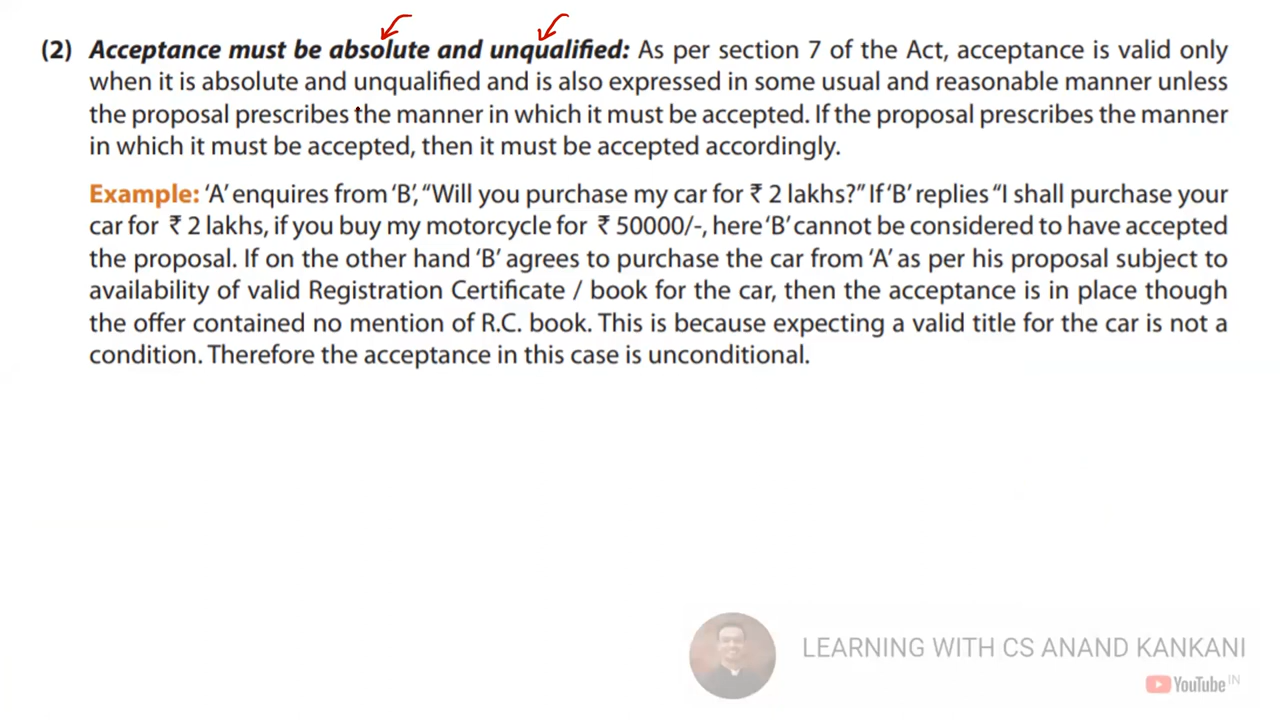 (2) Acceptance must be absolute and unqualified: As per section 7 of the Act, acceptance is valid only
when it is absolute and unqualified and is also expressed in some usual and reasonable manner unless
the proposal prescribes the manner in which it must be accepted. If the proposal prescribes the manner
in which it must be accepted, then it must be accepted accordingly.
Example: ‘A’ enquires from ‘B’, “Will you purchase my car for ₹ 2 lakhs?” If ‘B’ replies “I shall purchase your
car for ₹ 2 lakhs, if you buy my motorcycle for ₹ 50000/-, here ‘B’ cannot be considered to have accepted
the proposal. If on the other hand ‘B’ agrees to purchase the car from ‘A’ as per his proposal subject to
availability of valid Registration Certificate / book for the car, then the acceptance is in place though
the offer contained no mention of R.C. book. This is because expecting a valid title for the car is not a
condition. Therefore the acceptance in this case is unconditional.
LEARNING WITH CS ANAND KANKANI
YouTube IN